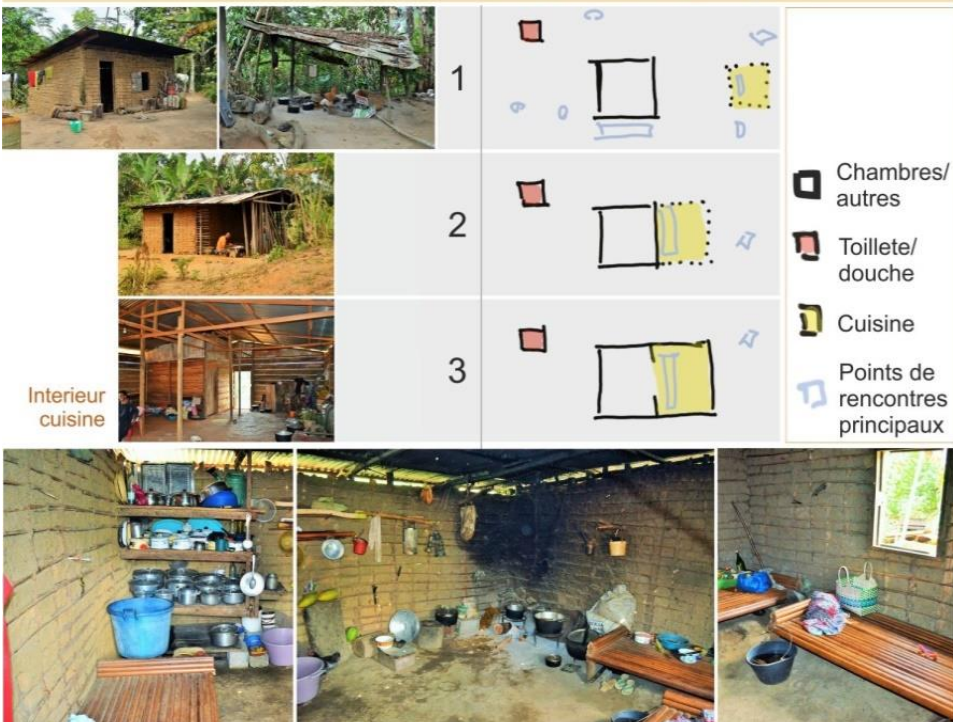 1
2
3
Interieur
cuisine
Chambres/
autres
Toillete/
douche
Cuisine
Points de
rencontres
principaux